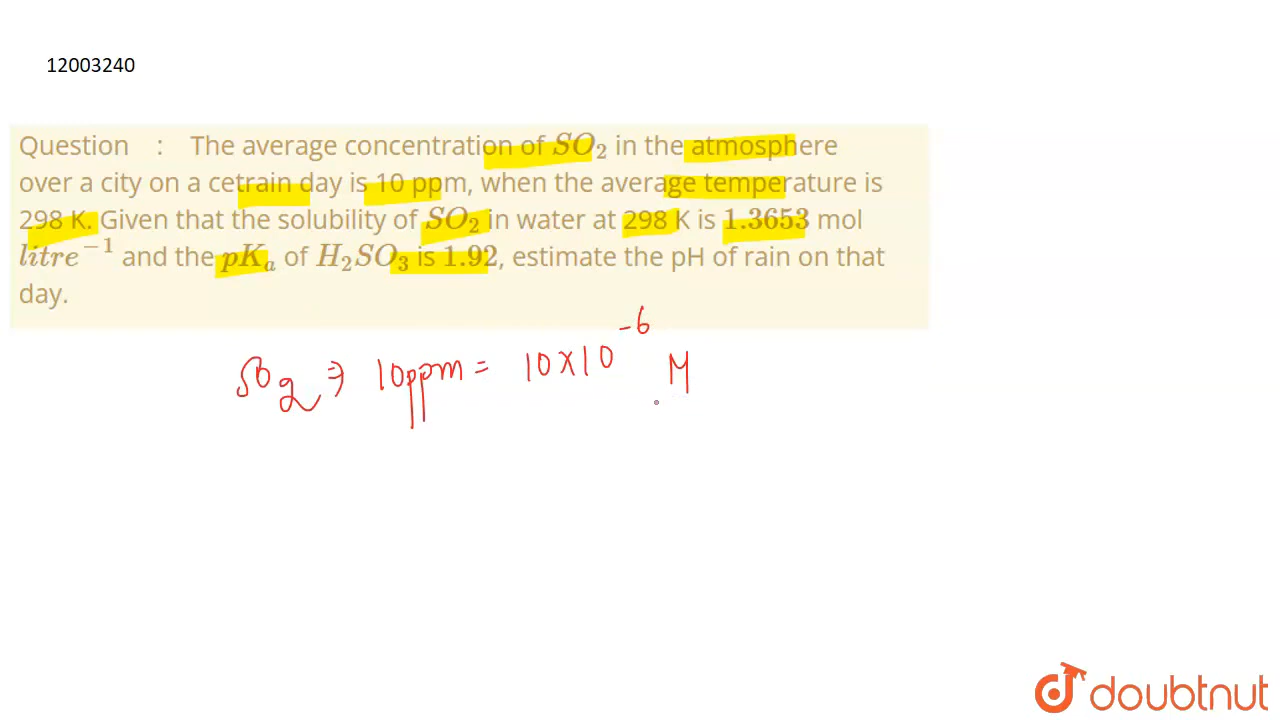 12003240
Question : The average concentration of SO₂ in the atmosphere
over a city on a cetrain day is 10 ppm, when the average temperature is
298 K. Given that the solubility of SO₂ in water at 298 K is 1.3653 mol
litre⁻¹ and the pKₐ of H₂SO₃ is 1.92, estimate the pH of rain on that
day.
SO₂ ⇒ 10ppm = 10×10⁻⁶ M
doubtnut